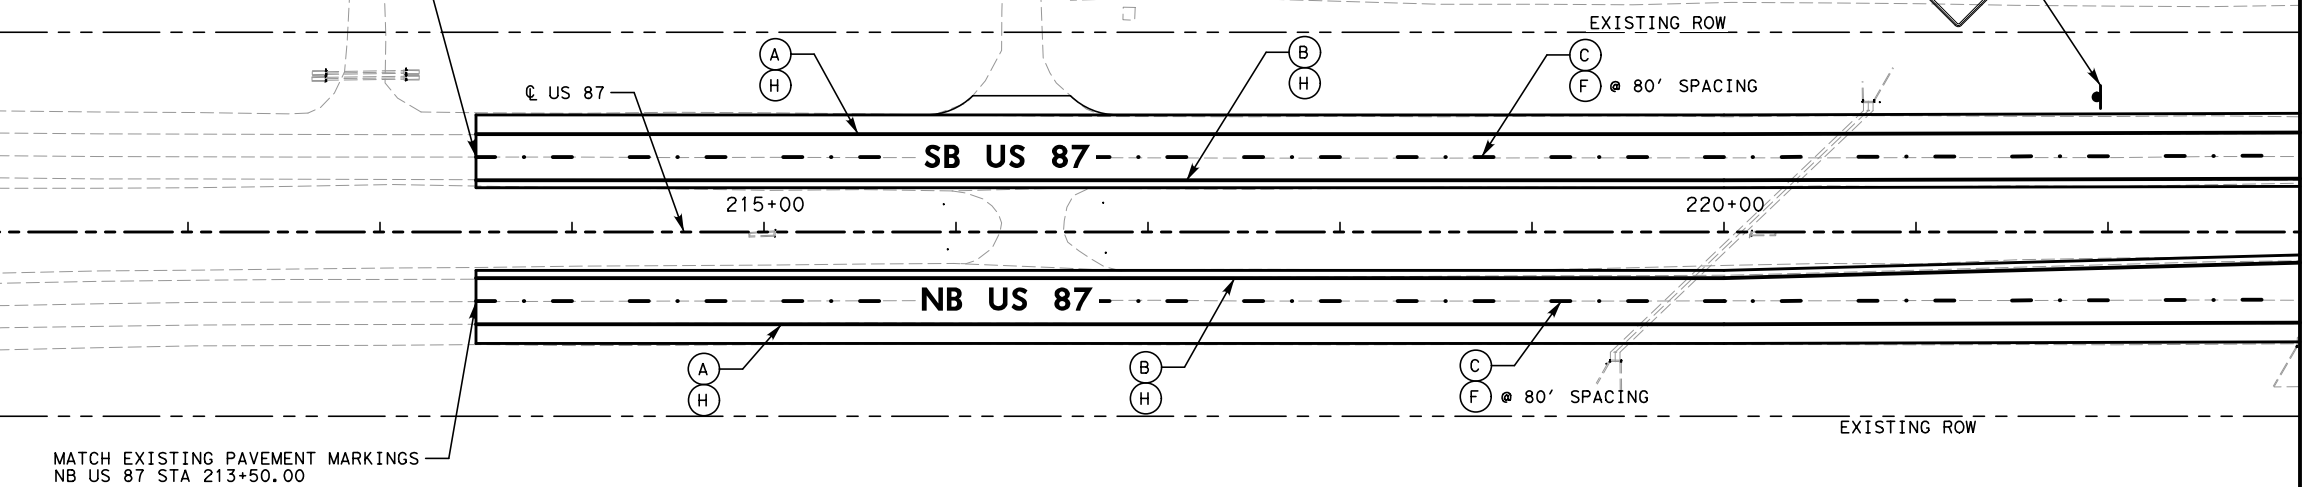 EXISTING ROW
A
H
B
H
C
F @ 80' SPACING
℄ US 87
SB US 87
215+00
220+00
NB US 87
A
H
B
H
C
F @ 80' SPACING
EXISTING ROW
MATCH EXISTING PAVEMENT MARKINGS
NB US 87 STA 213+50.00